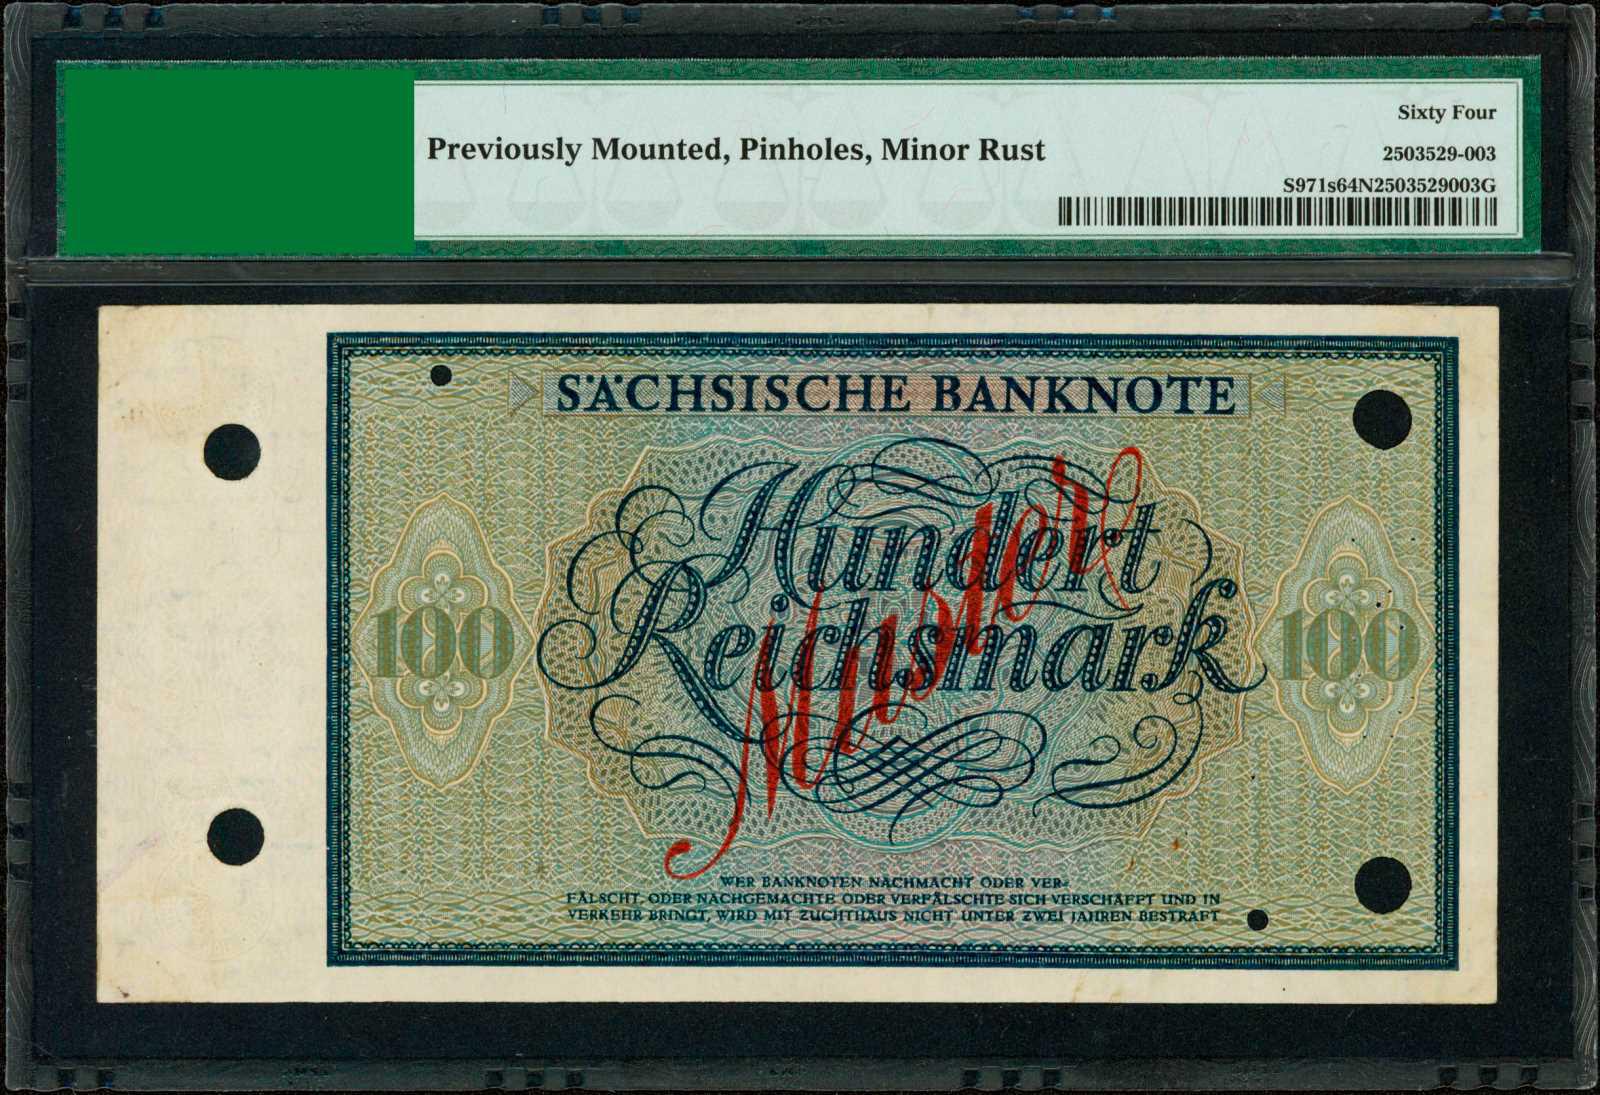 Sixty Four
Previously Mounted, Pinholes, Minor Rust
2503529-003
S971s64N2503529003G
SÄCHSISCHE BANKNOTE
Hundert
Reichsmark
Muster
100
100
WER BANKNOTEN NACHMACHT ODER VER=
FÄLSCHT, ODER NACHGEMACHTE ODER VERFÄLSCHTE SICH VERSCHAFFT UND IN
VERKEHR BRINGT, WIRD MIT ZUCHTHAUS NICHT UNTER ZWEI JAHREN BESTRAFT